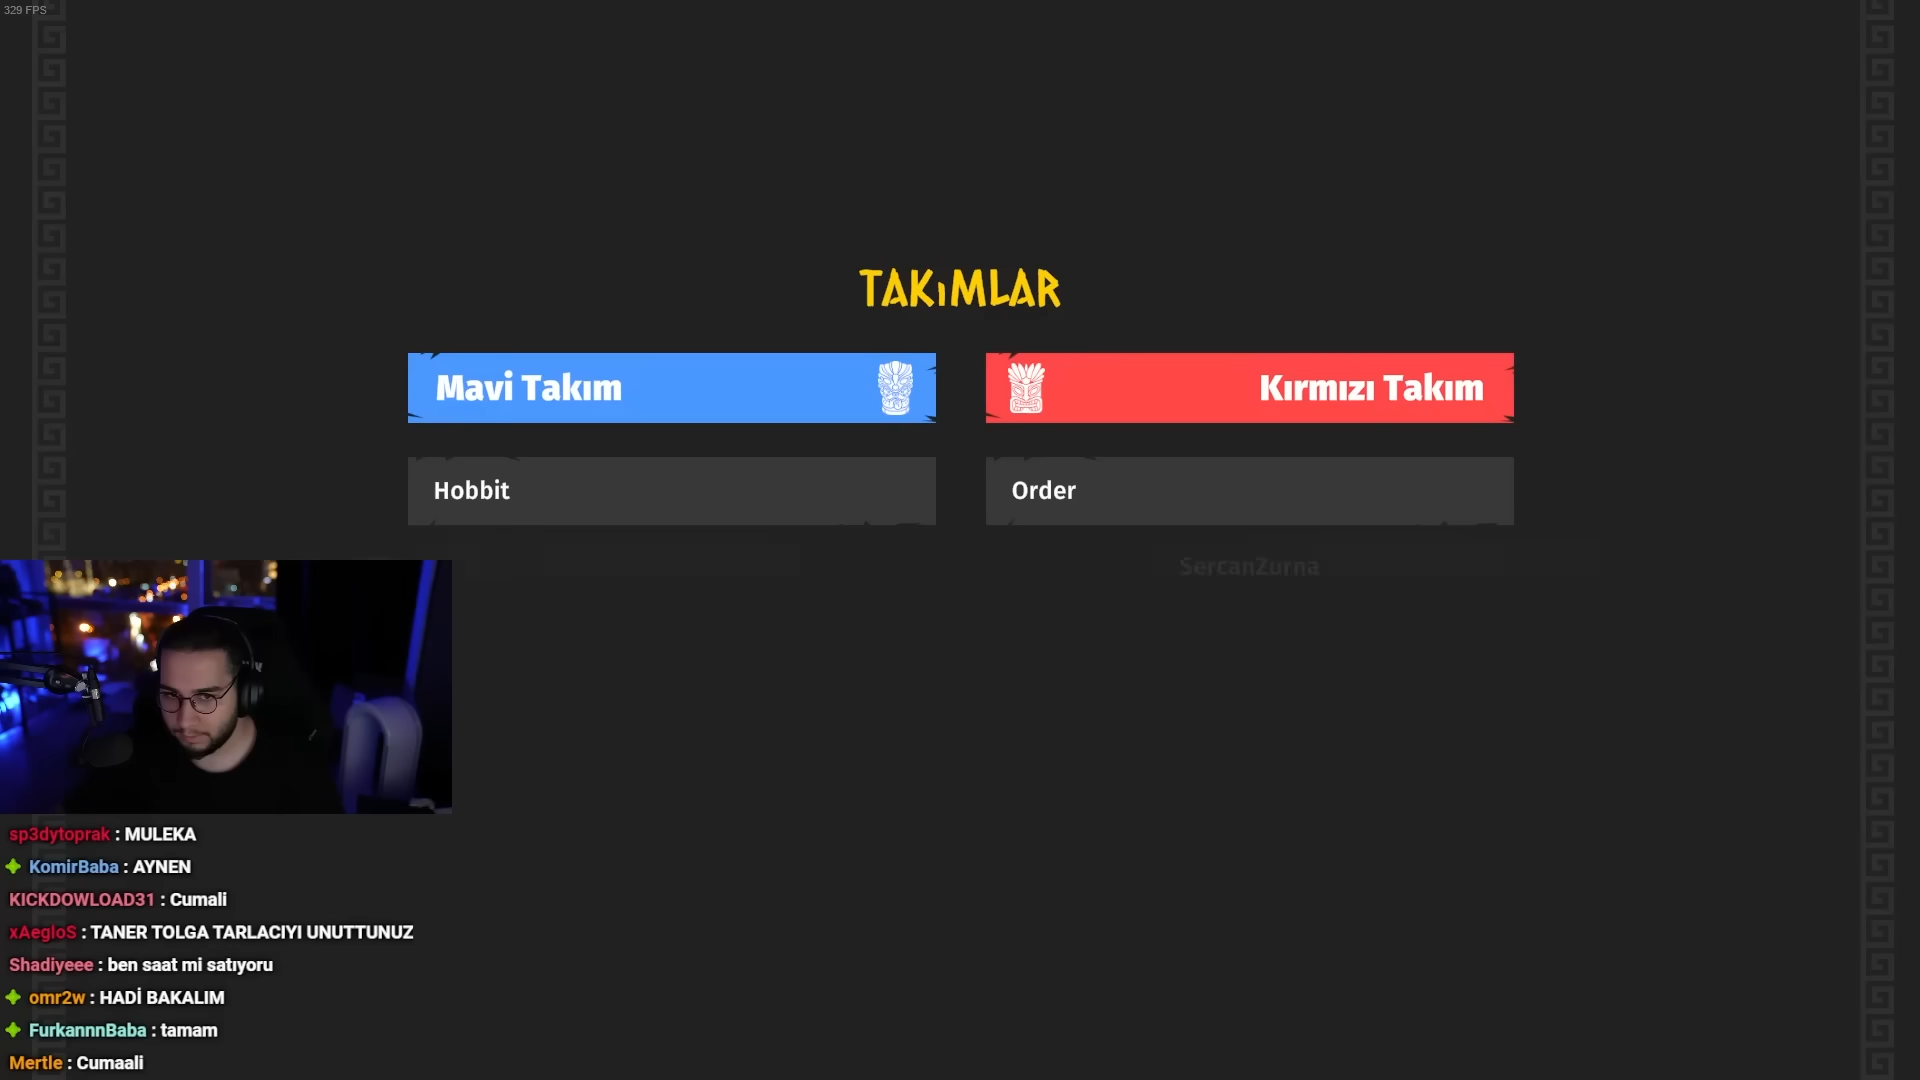 329 FPS
TAKıMLAR
Mavi Takım
Kırmızı Takım
Hobbit
Order
SercanZurna
sp3dytoprak : MULEKA
KomirBaba : AYNEN
KICKDOWLOAD31 : Cumali
xAegloS : TANER TOLGA TARLACIYI UNUTTUNUZ
Shadiyeee : ben saat mi satıyoru
omr2w : HADİ BAKALIM
FurkannnBaba : tamam
Mertle : Cumaali